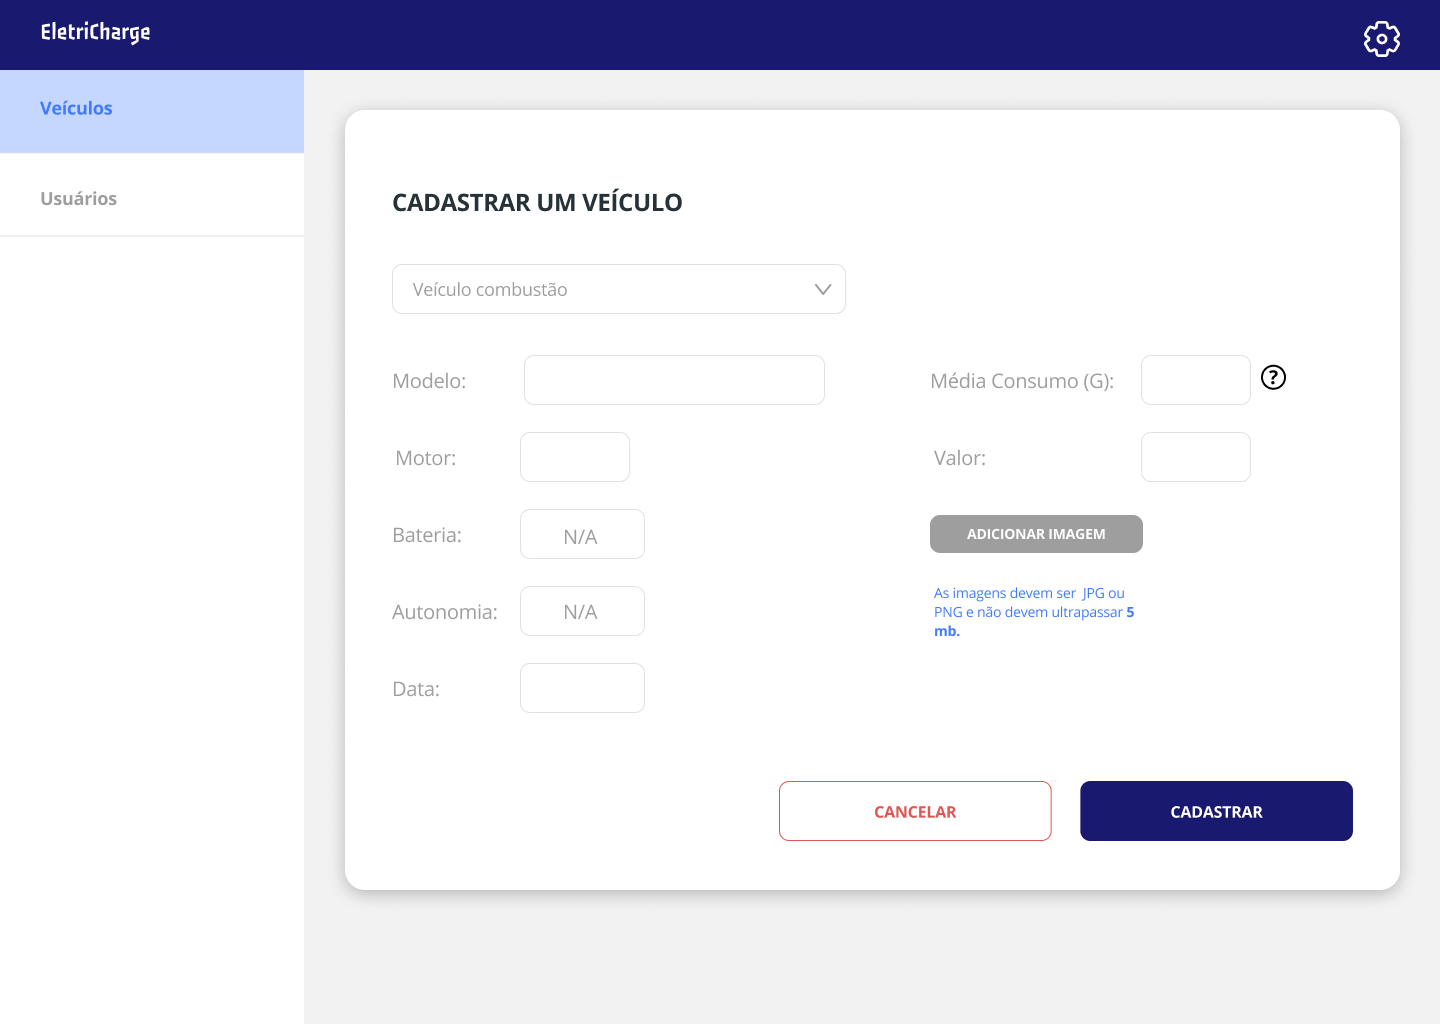 EletriCharge
Veículos
Usuários
CADASTRAR UM VEÍCULO
Veículo combustão
Modelo:
Motor:
Bateria: N/A
Autonomia: N/A
Data:
Média Consumo (G): ?
Valor:
ADICIONAR IMAGEM
As imagens devem ser  JPG ou
PNG e não devem ultrapassar 5
mb.
CANCELAR
CADASTRAR